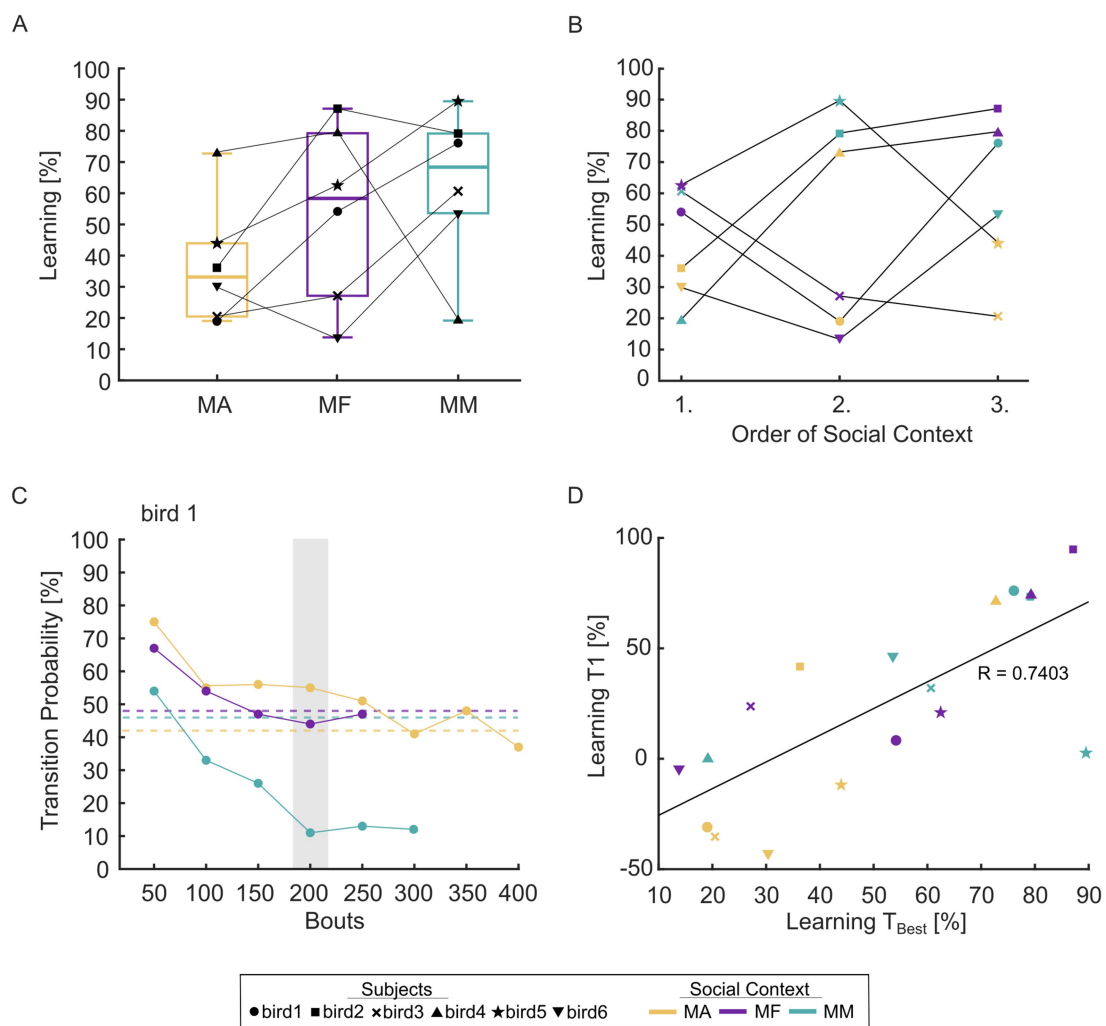 A
B
100
90
80
70
60
50
40
30
20
10
0
Learning [%]
MA MF MM
100
90
80
70
60
50
40
30
20
10
0
Learning [%]
1. 2. 3.
Order of Social Context
C
bird 1
D
100
90
80
70
60
50
40
30
20
10
0
Transition Probability [%]
50 100 150 200 250 300 350 400
Bouts
100
50
0
-50
Learning T1 [%]
R = 0.7403
10 20 30 40 50 60 70 80 90
Learning TBest [%]
Subjects Social Context
bird1 bird2 bird3 bird4 bird5 bird6 MA MF MM